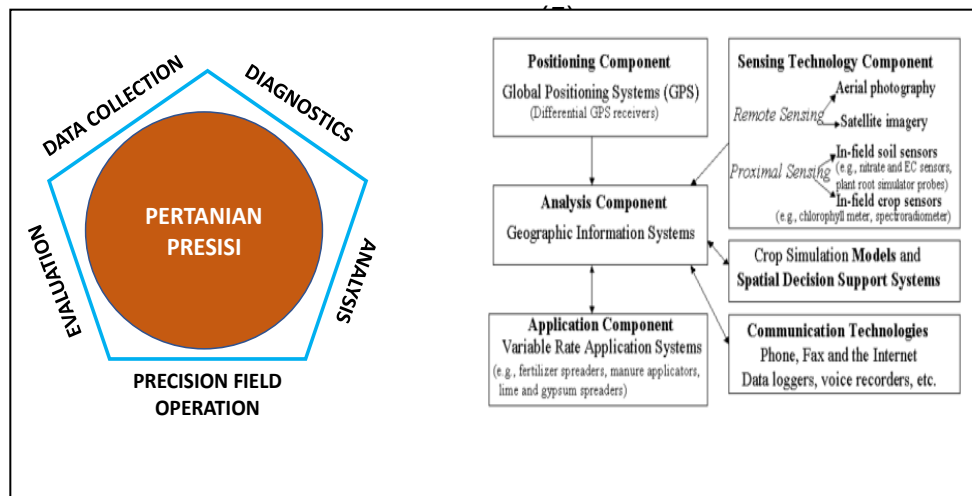 DATA COLLECTION
DIAGNOSTICS
PERTANIAN
PRESISI
EVALUATION
ANALYSIS
PRECISION FIELD
OPERATION
Positioning Component
Global Positioning Systems (GPS)
(Differential GPS receivers)
Sensing Technology Component
Aerial photography
Remote Sensing
Satellite imagery
In-field soil sensors
(e.g., nitrate and EC sensors,
Proximal Sensing
plant root simulator probes)
In-field crop sensors
(e.g., chlorophyll meter, spectroradiometer)
Analysis Component
Geographic Information Systems
Crop Simulation Models and
Spatial Decision Support Systems
Application Component
Variable Rate Application Systems
(e.g., fertilizer spreaders, manure applicators,
lime and gypsum spreaders)
Communication Technologies
Phone, Fax and the Internet
Data loggers, voice recorders, etc.